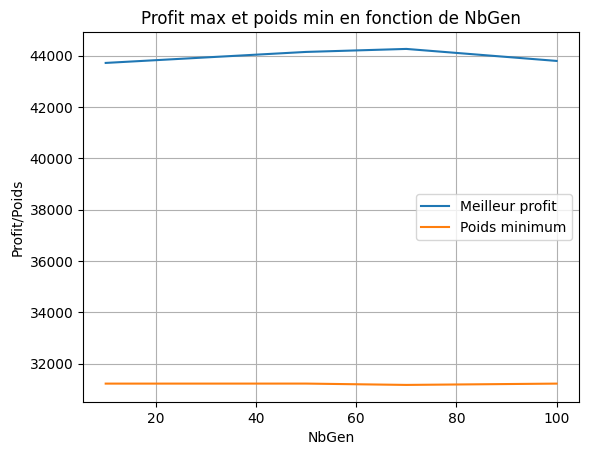 Profit max et poids min en fonction de NbGen
44000
42000
40000
38000
36000
34000
32000
Profit/Poids
Meilleur profit
Poids minimum
20
40
60
80
100
NbGen